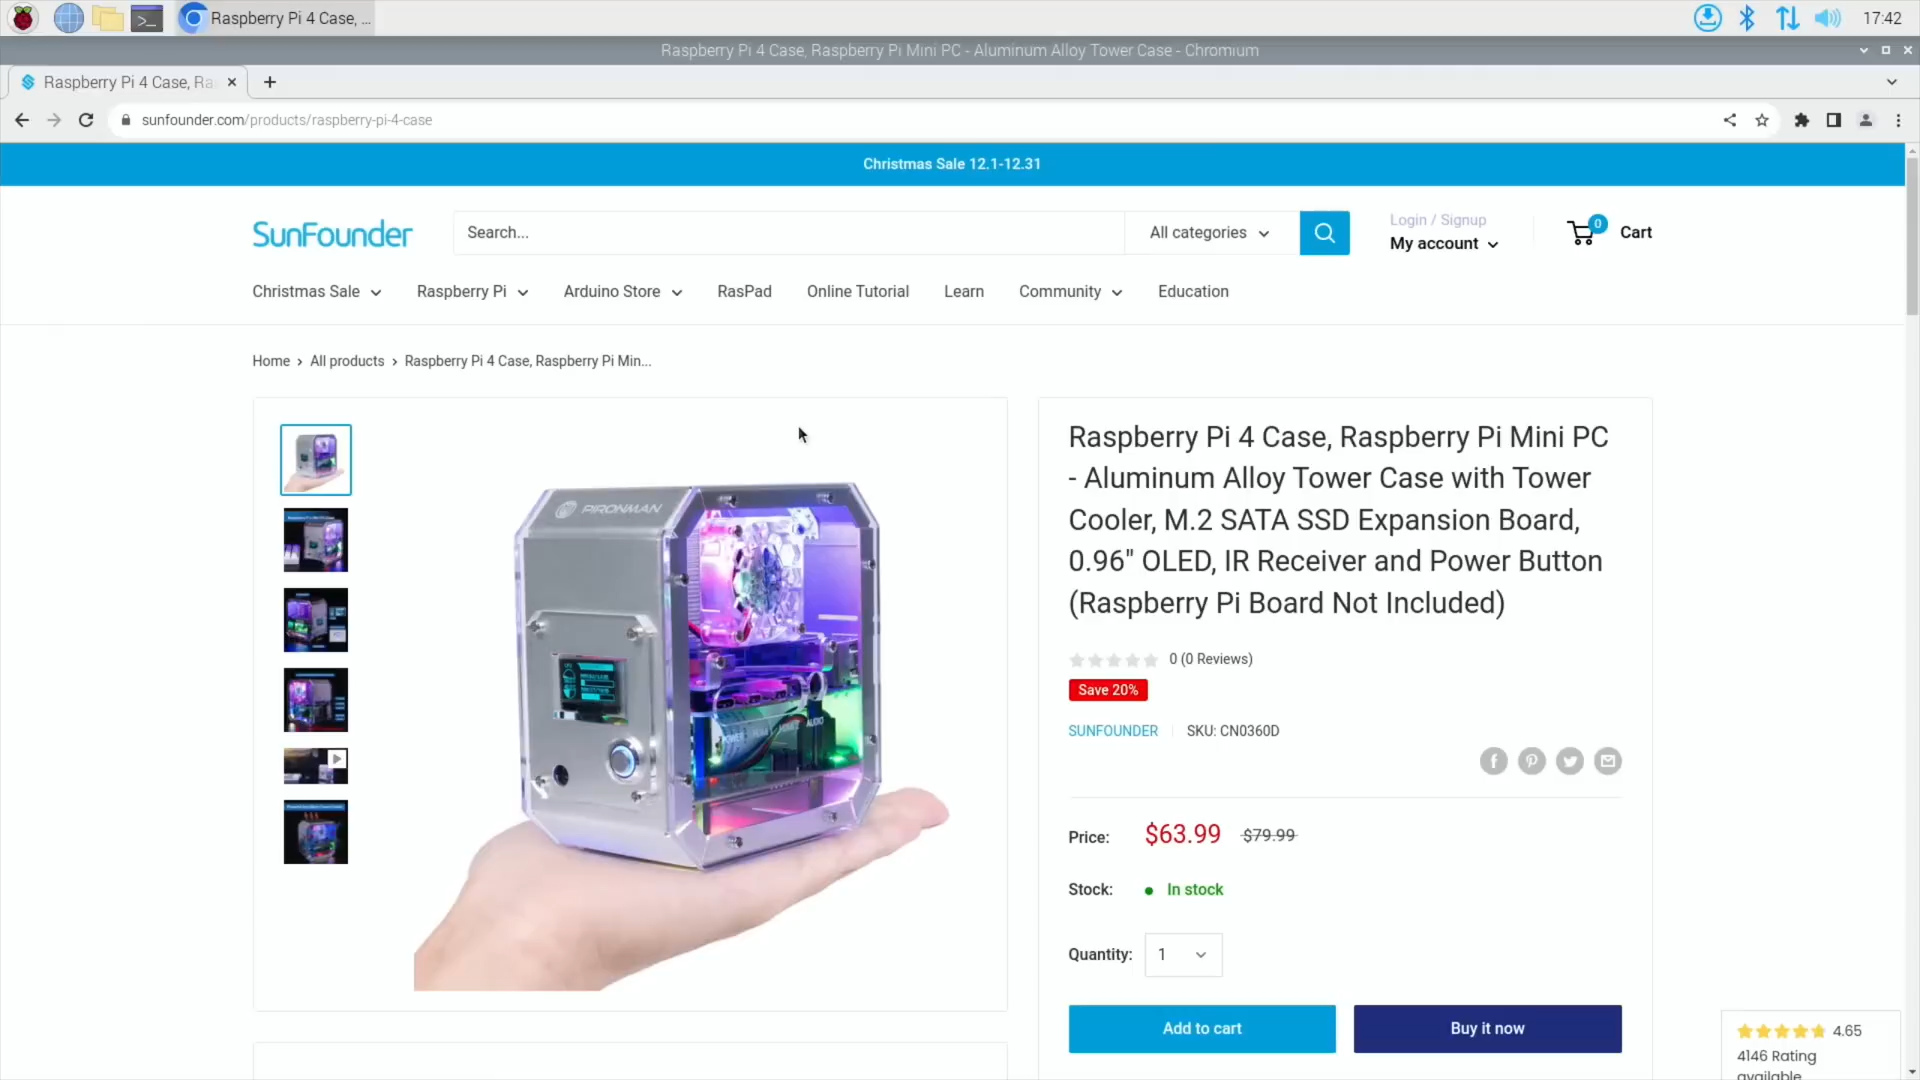 Raspberry Pi 4 Case, ...
17:42
Raspberry Pi 4 Case, Raspberry Pi Mini PC - Aluminum Alloy Tower Case - Chromium
Raspberry Pi 4 Case, Ra
sunfounder.com/products/raspberry-pi-4-case
Christmas Sale 12.1-12.31
SunFounder
Search...
All categories
Login / Signup
My account
0
Cart
Christmas Sale
Raspberry Pi
Arduino Store
RasPad
Online Tutorial
Learn
Community
Education
Home › All products › Raspberry Pi 4 Case, Raspberry Pi Min...
PIRONMAN
POWER
AUDIO
Raspberry Pi 4 Case, Raspberry Pi Mini PC
- Aluminum Alloy Tower Case with Tower
Cooler, M.2 SATA SSD Expansion Board,
0.96" OLED, IR Receiver and Power Button
(Raspberry Pi Board Not Included)
0 (0 Reviews)
Save 20%
SUNFOUNDER
SKU: CN0360D
Price: $63.99 $79.99
Stock: In stock
Quantity: 1
Add to cart
Buy it now
4.65
4146 Rating
available